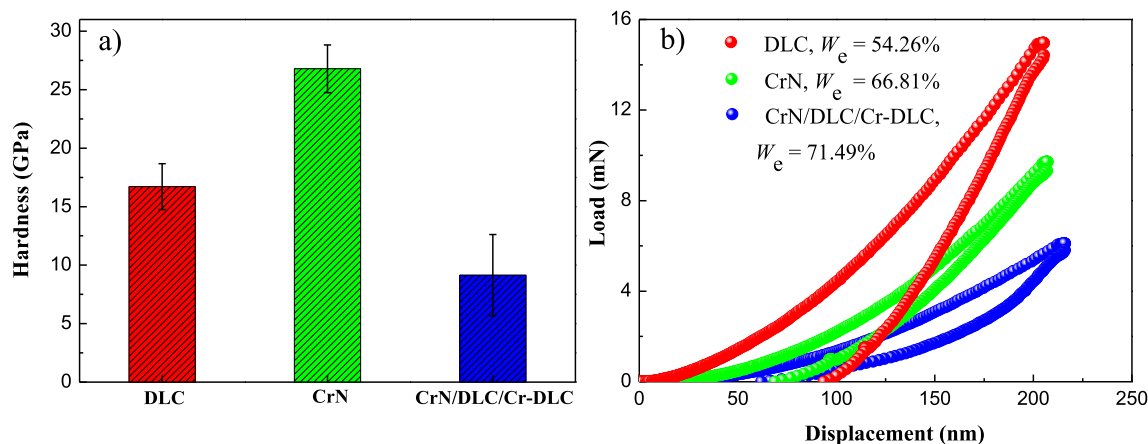 a)
Hardness (GPa)
30
25
20
15
10
5
0
DLC
CrN
CrN/DLC/Cr-DLC
b)
Load (mN)
16
12
8
4
0
DLC, We = 54.26%
CrN, We = 66.81%
CrN/DLC/Cr-DLC,
We = 71.49%
0 50 100 150 200 250
Displacement (nm)